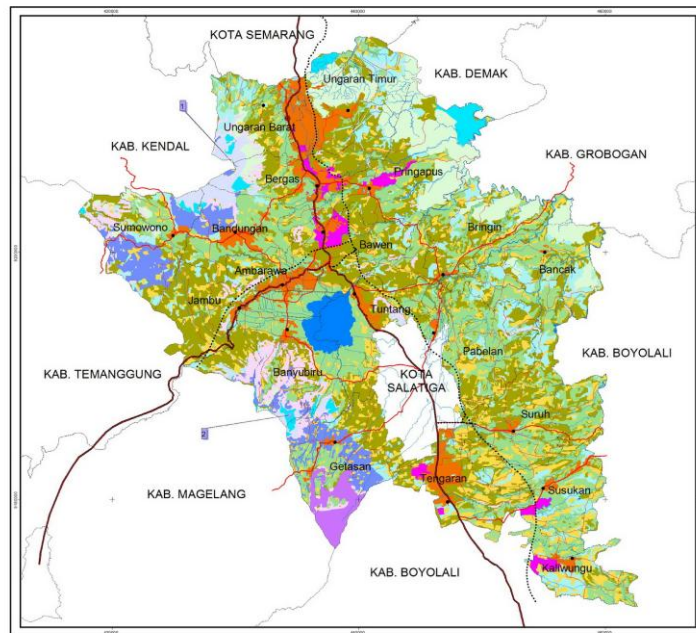 KOTA SEMARANG
Ungaran Timur
KAB. DEMAK
1
Ungaran Barat
KAB. KENDAL
KAB. GROBOGAN
Bergas
Pringapus
Sumowono
Bandungan
Bringin
Bawen
Bancak
Ambarawa
Jambu
Tuntang
Pabelan
KAB. BOYOLALI
KAB. TEMANGGUNG
Banyubiru
KOTA
SALATIGA
Suruh
2
Getasan
Tengaran
KAB. MAGELANG
Susukan
KAB. BOYOLALI
Kaliwungu